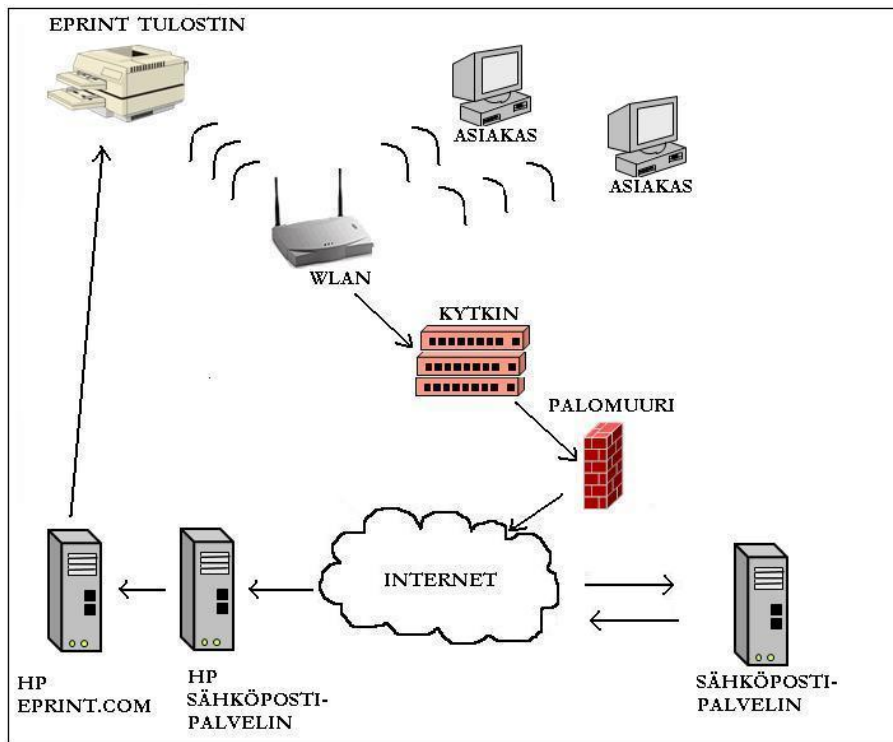 EPRINT TULOSTIN
ASIAKAS
ASIAKAS
WLAN
KYTKIN
PALOMUURI
INTERNET
HP
EPRINT.COM
HP
SÄHKÖPOSTI-
PALVELIN
SÄHKÖPOSTI-
PALVELIN